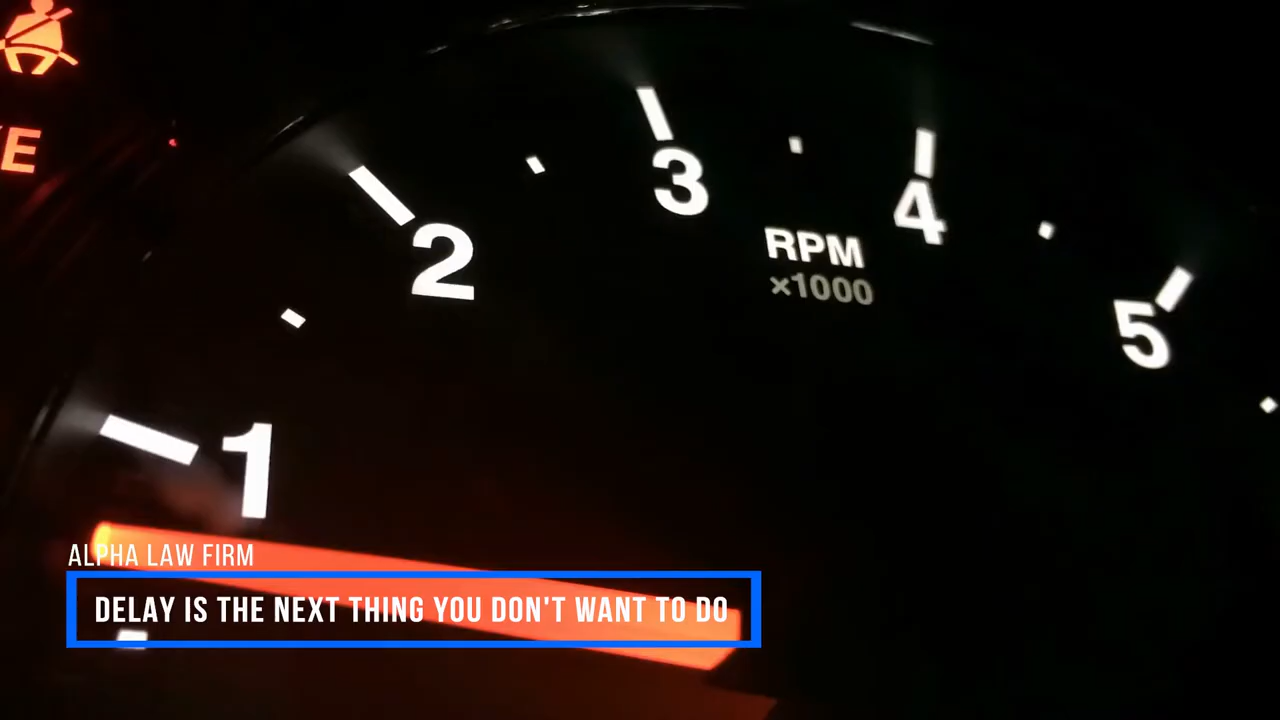 3
4
2
RPM
×1000
5
1
ALPHA LAW FIRM
DELAY IS THE NEXT THING YOU DON'T WANT TO DO